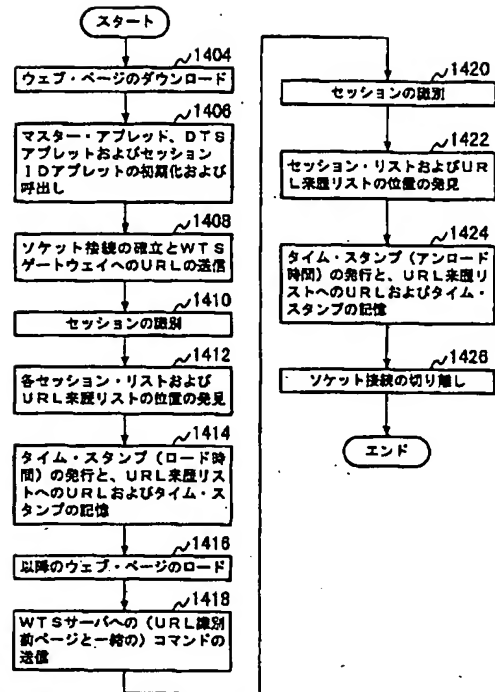 スタート
1404
ウェブ・ページのダウンロード
1406
マスター・アプレッド、DTS
アプレットおよびセッション
IDアプレットの初期化および
呼出し
1408
ソケット接続の確立とWTS
ゲートウェイへのURLの送信
1410
セッションの識別
1412
各セッション・リストおよび
URL来歴リストの位置の発見
1414
タイム・スタンプ(ロード時
間)の発行と、URL来歴リス
トへのURLおよびタイム・ス
タンプの記憶
1416
以降のウェブ・ページのロード
1418
WTSサーバへの(URL識別
前ページと一緒の)コマンドの
送信
1420
セッションの識別
1422
セッション・リストおよびUR
L来歴リストの位置の発見
1424
タイム・スタンプ(アンロード
時間)の発行と、URL来歴リ
ストへのURLおよびタイム・
スタンプの記憶
1426
ソケット接続の切り離し
エンド